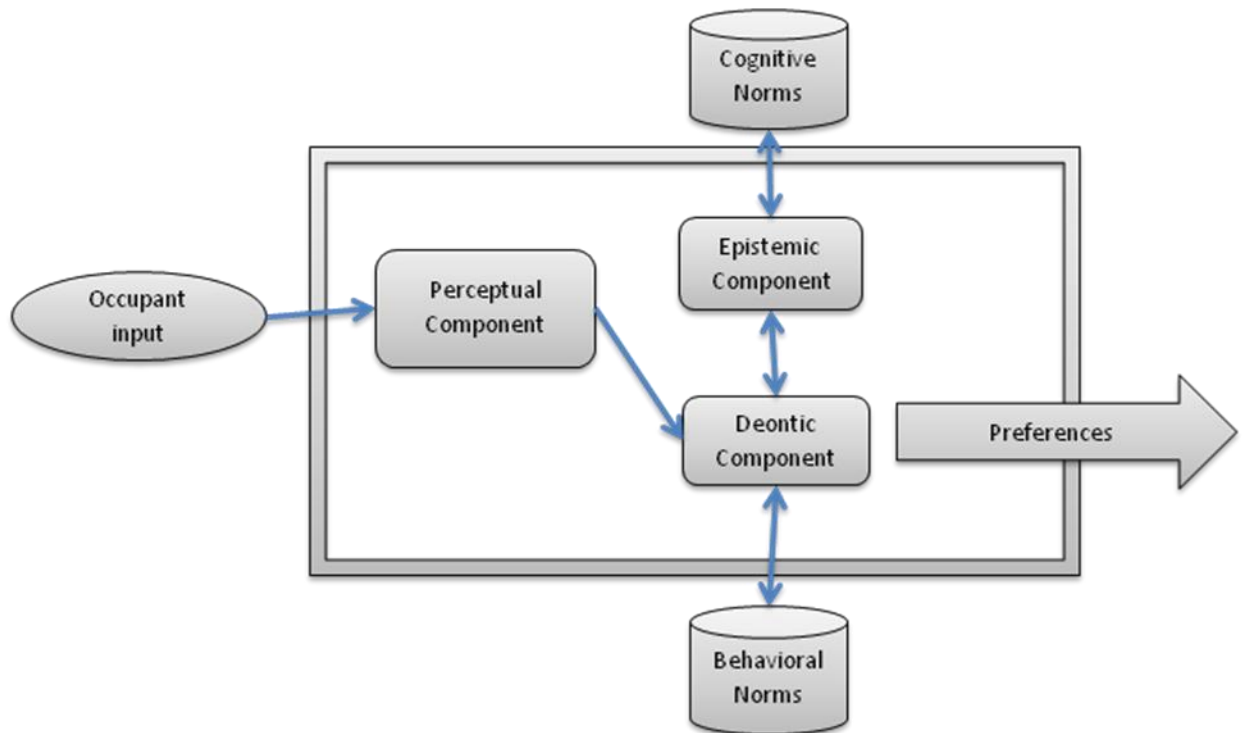 Cognitive
Norms
Epistemic
Component
Perceptual
Component
Occupant
input
Deontic
Component
Preferences
Behavioral
Norms